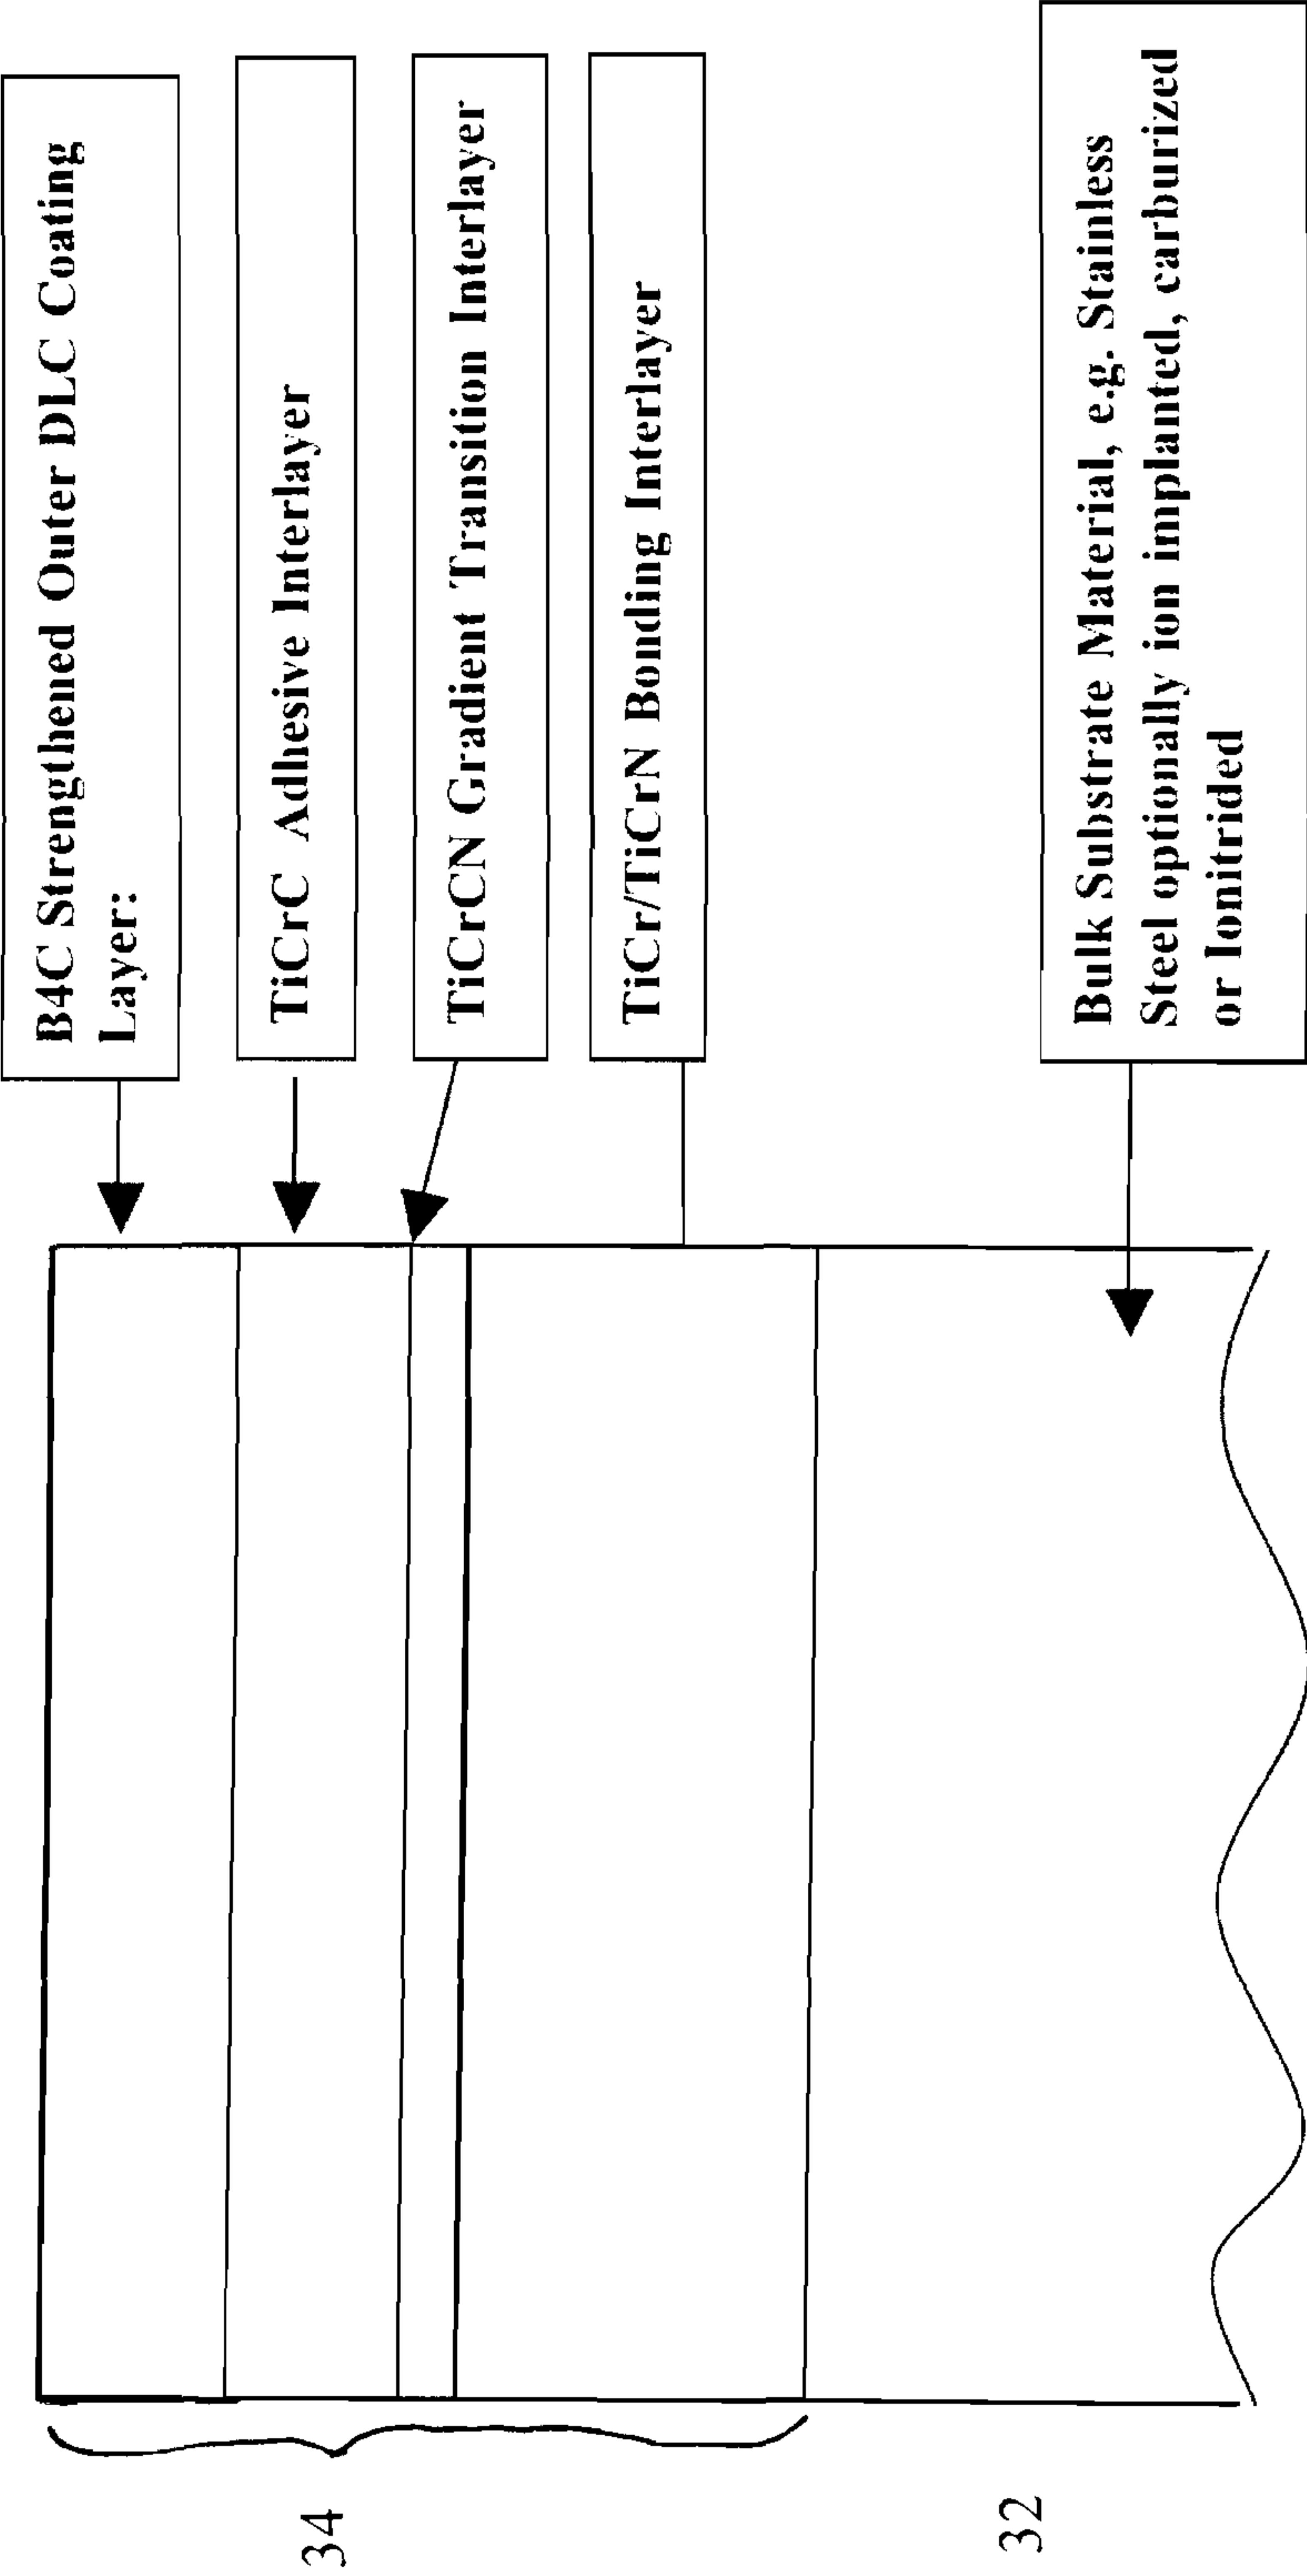 B4C Strengthened Outer DLC Coating
Layer:
TiCrC Adhesive Interlayer
TiCrCN Gradient Transition Interlayer
TiCr/TiCrN Bonding Interlayer
Bulk Substrate Material, e.g. Stainless
Steel optionally ion implanted, carburized
or Ionitrided
34
32